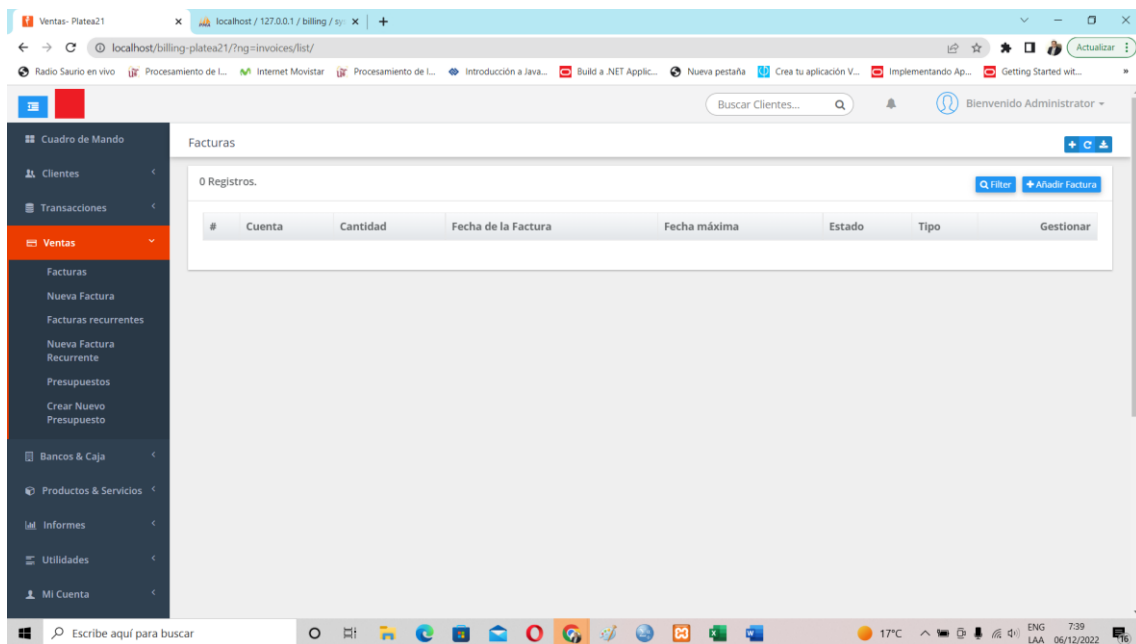 Ventas- Platea21
localhost / 127.0.0.1 / billing / sy
localhost/billing-platea21/?ng=invoices/list/
Actualizar
Radio Saurio en vivo
Procesamiento de l...
Internet Movistar
Procesamiento de l...
Introducción a Java...
Build a .NET Applic...
Nueva pestaña
Crea tu aplicación V...
Implementando Ap...
Getting Started wit...
»
Buscar Clientes...
Bienvenido Administrator
Cuadro de Mando
Clientes
Transacciones
Ventas
Facturas
Nueva Factura
Facturas recurrentes
Nueva Factura
Recurrente
Presupuestos
Crear Nuevo
Presupuesto
Bancos & Caja
Productos & Servicios
Informes
Utilidades
Mi Cuenta
Facturas
0 Registros.
Filter
Añadir Factura
# Cuenta Cantidad Fecha de la Factura Fecha máxima Estado Tipo Gestionar
Escribe aquí para buscar
17°C
ENG
LAA
7:39
06/12/2022
16